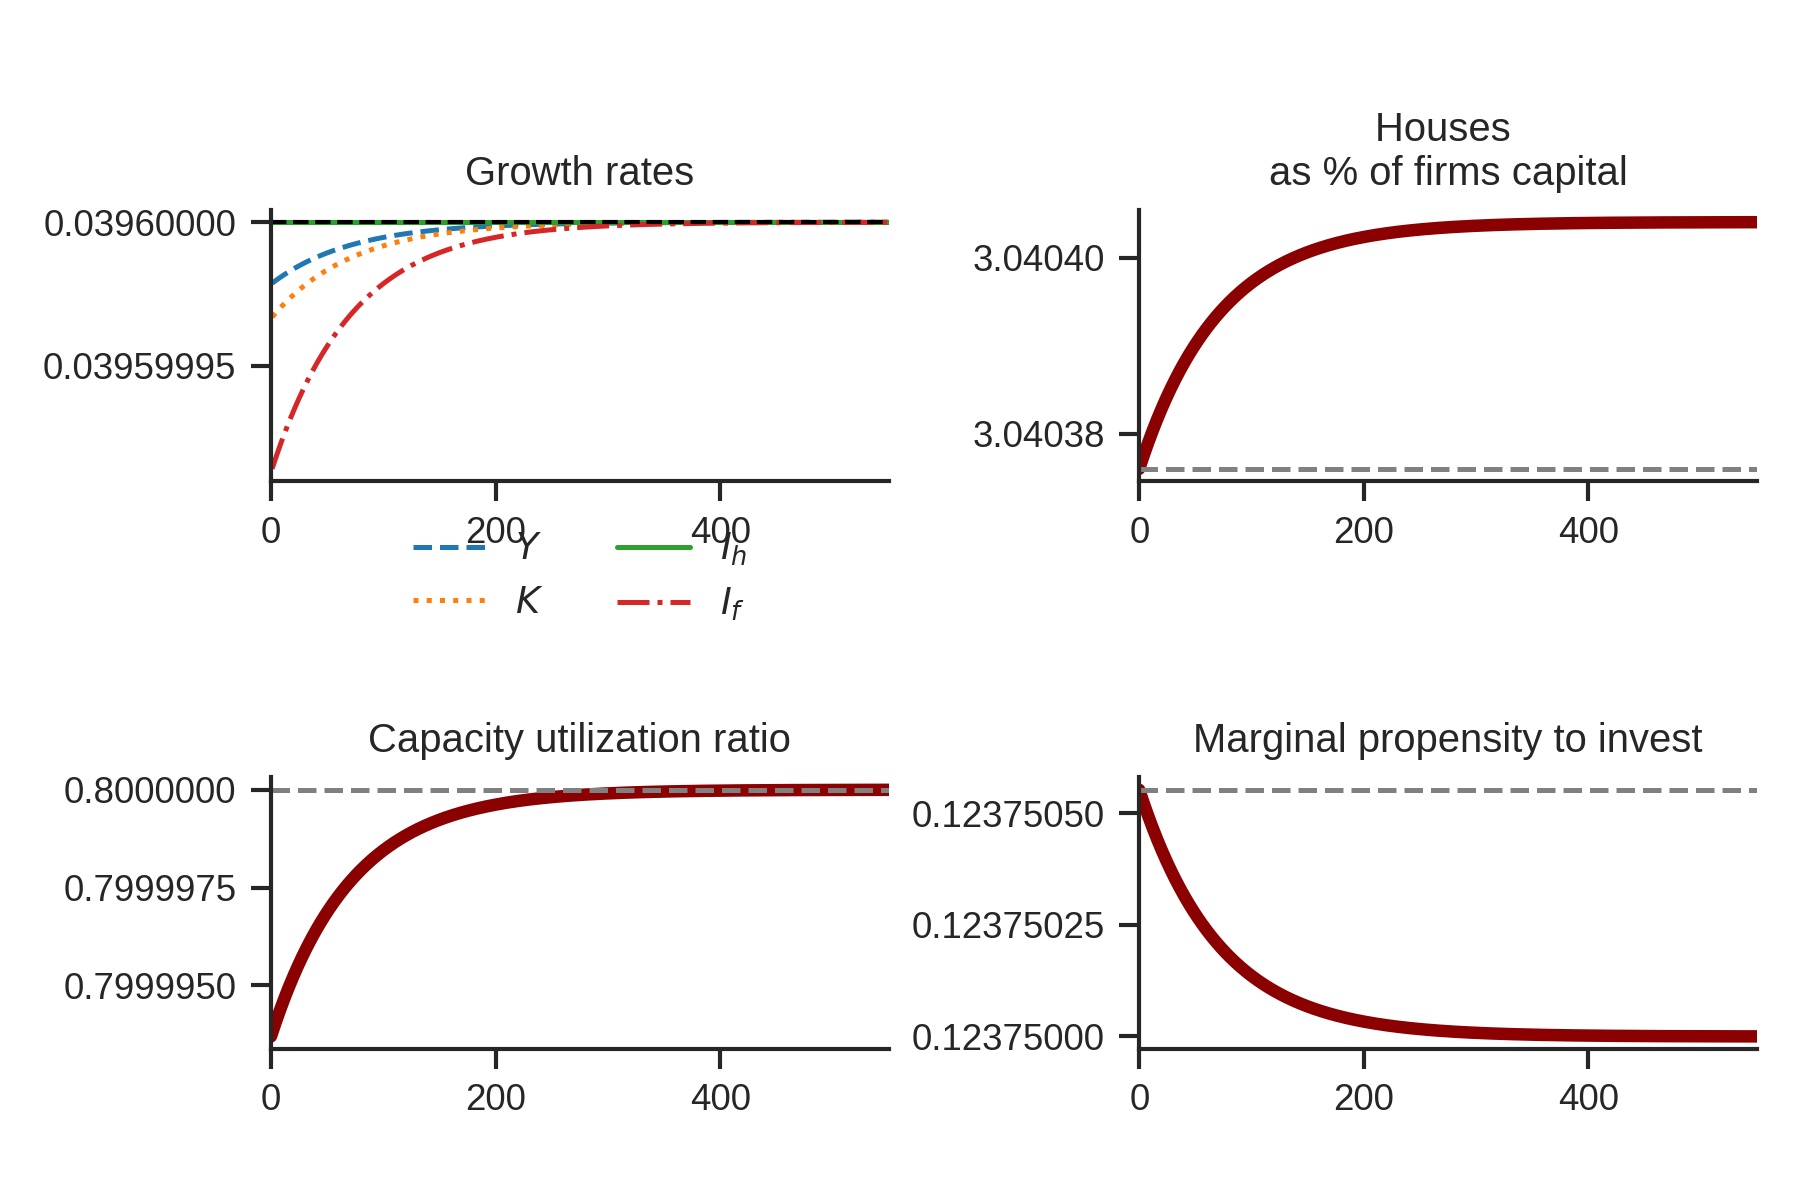 Growth rates
0.03960000
0.03959995
0 200 400
Y I_h
K I_f
Houses
as % of firms capital
3.04040
3.04038
0 200 400
Capacity utilization ratio
0.8000000
0.7999975
0.7999950
0 200 400
Marginal propensity to invest
0.12375050
0.12375025
0.12375000
0 200 400